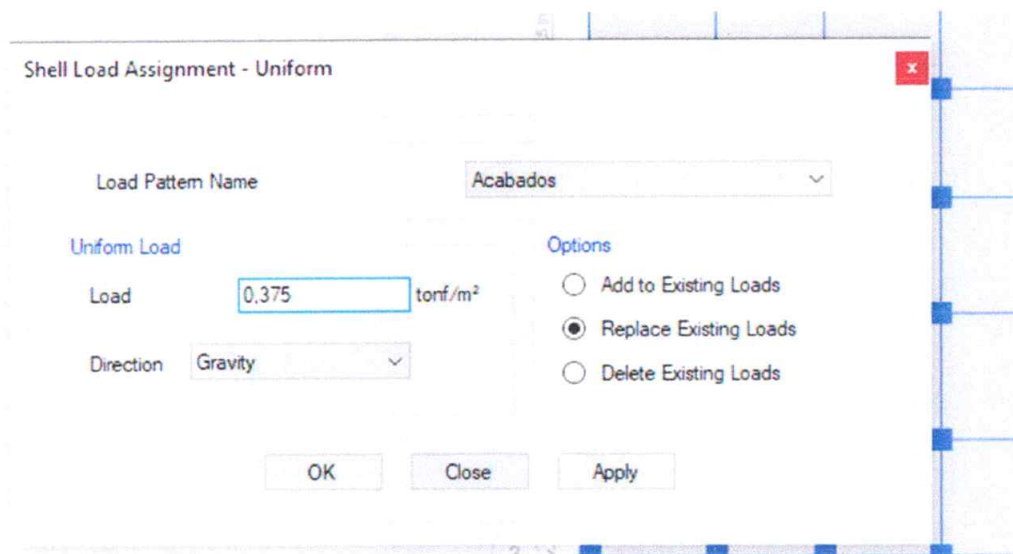 Shell Load Assignment - Uniform
x
Load Pattern Name
Acabados
Uniform Load
Options
Load
0,375
tonf/m²
Add to Existing Loads
Replace Existing Loads
Direction
Gravity
Delete Existing Loads
OK
Close
Apply